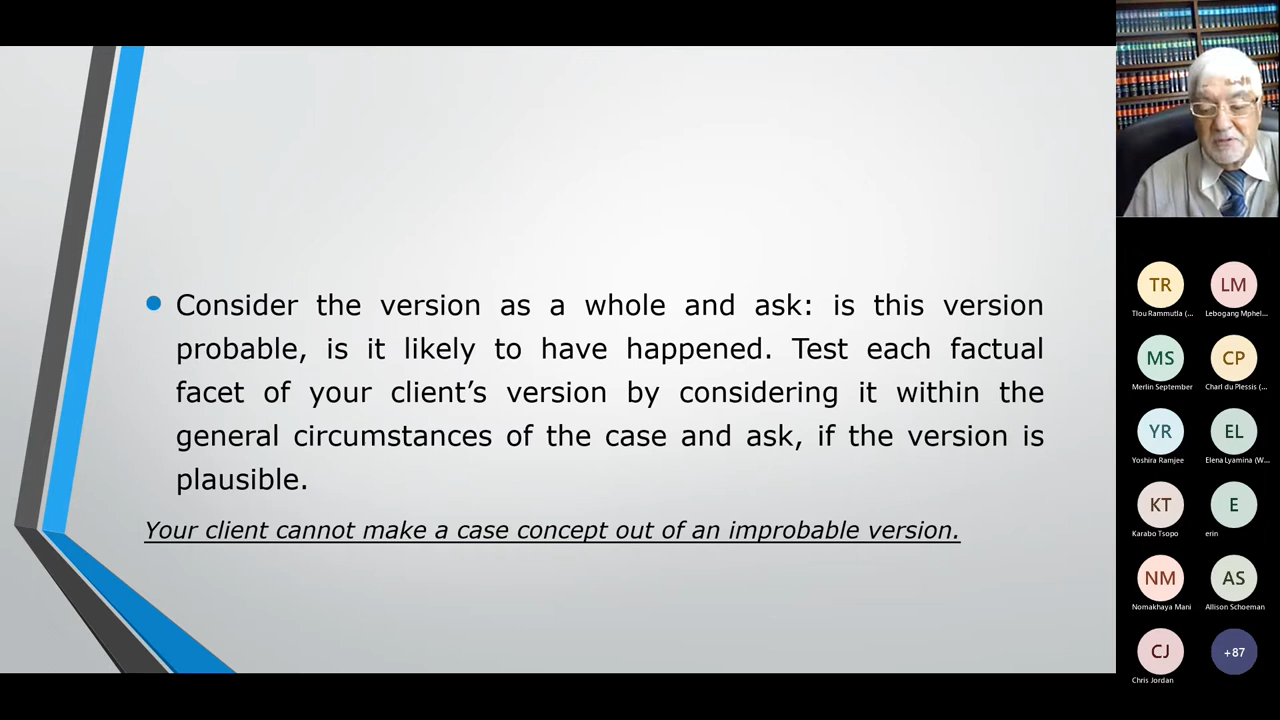 Consider the version as a whole and ask: is this version
probable, is it likely to have happened. Test each factual
facet of your client’s version by considering it within the
general circumstances of the case and ask, if the version is
plausible.
Your client cannot make a case concept out of an improbable version.
TR
LM
Tlou Rammutla (...
Lebogang Mphel...
MS
CP
Merlin September
Charl du Plessis (...
YR
EL
Yoshira Ramjee
Elena Lyamina (W...
KT
E
Karabo Tsopo
erin
NM
AS
Nomakhaya Mani
Allison Schoeman
CJ
+87
Chris Jordan